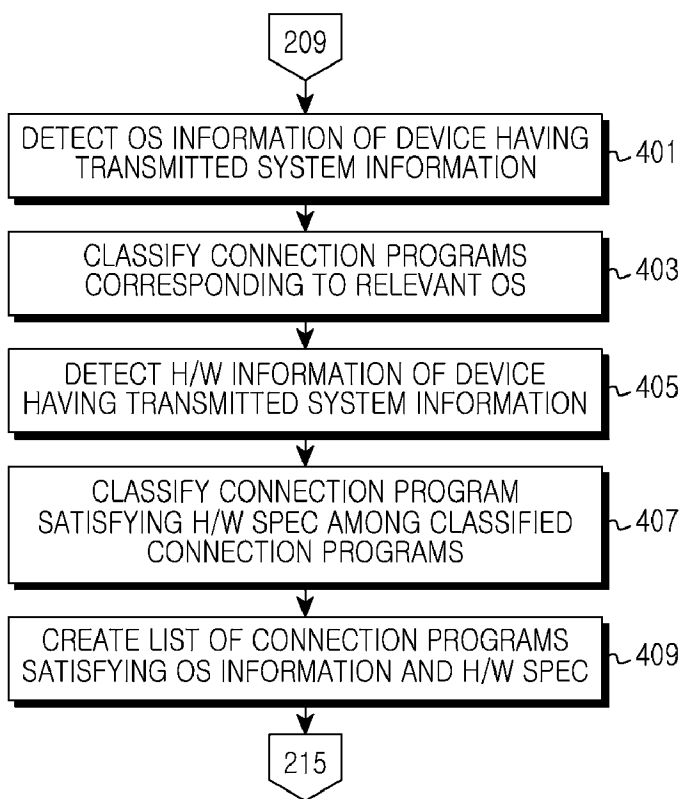 209
DETECT OS INFORMATION OF DEVICE HAVING
TRANSMITTED SYSTEM INFORMATION
401
CLASSIFY CONNECTION PROGRAMS
CORRESPONDING TO RELEVANT OS
403
DETECT H/W INFORMATION OF DEVICE
HAVING TRANSMITTED SYSTEM INFORMATION
405
CLASSIFY CONNECTION PROGRAM
SATISFYING H/W SPEC AMONG CLASSIFIED
CONNECTION PROGRAMS
407
CREATE LIST OF CONNECTION PROGRAMS
SATISFYING OS INFORMATION AND H/W SPEC
409
215